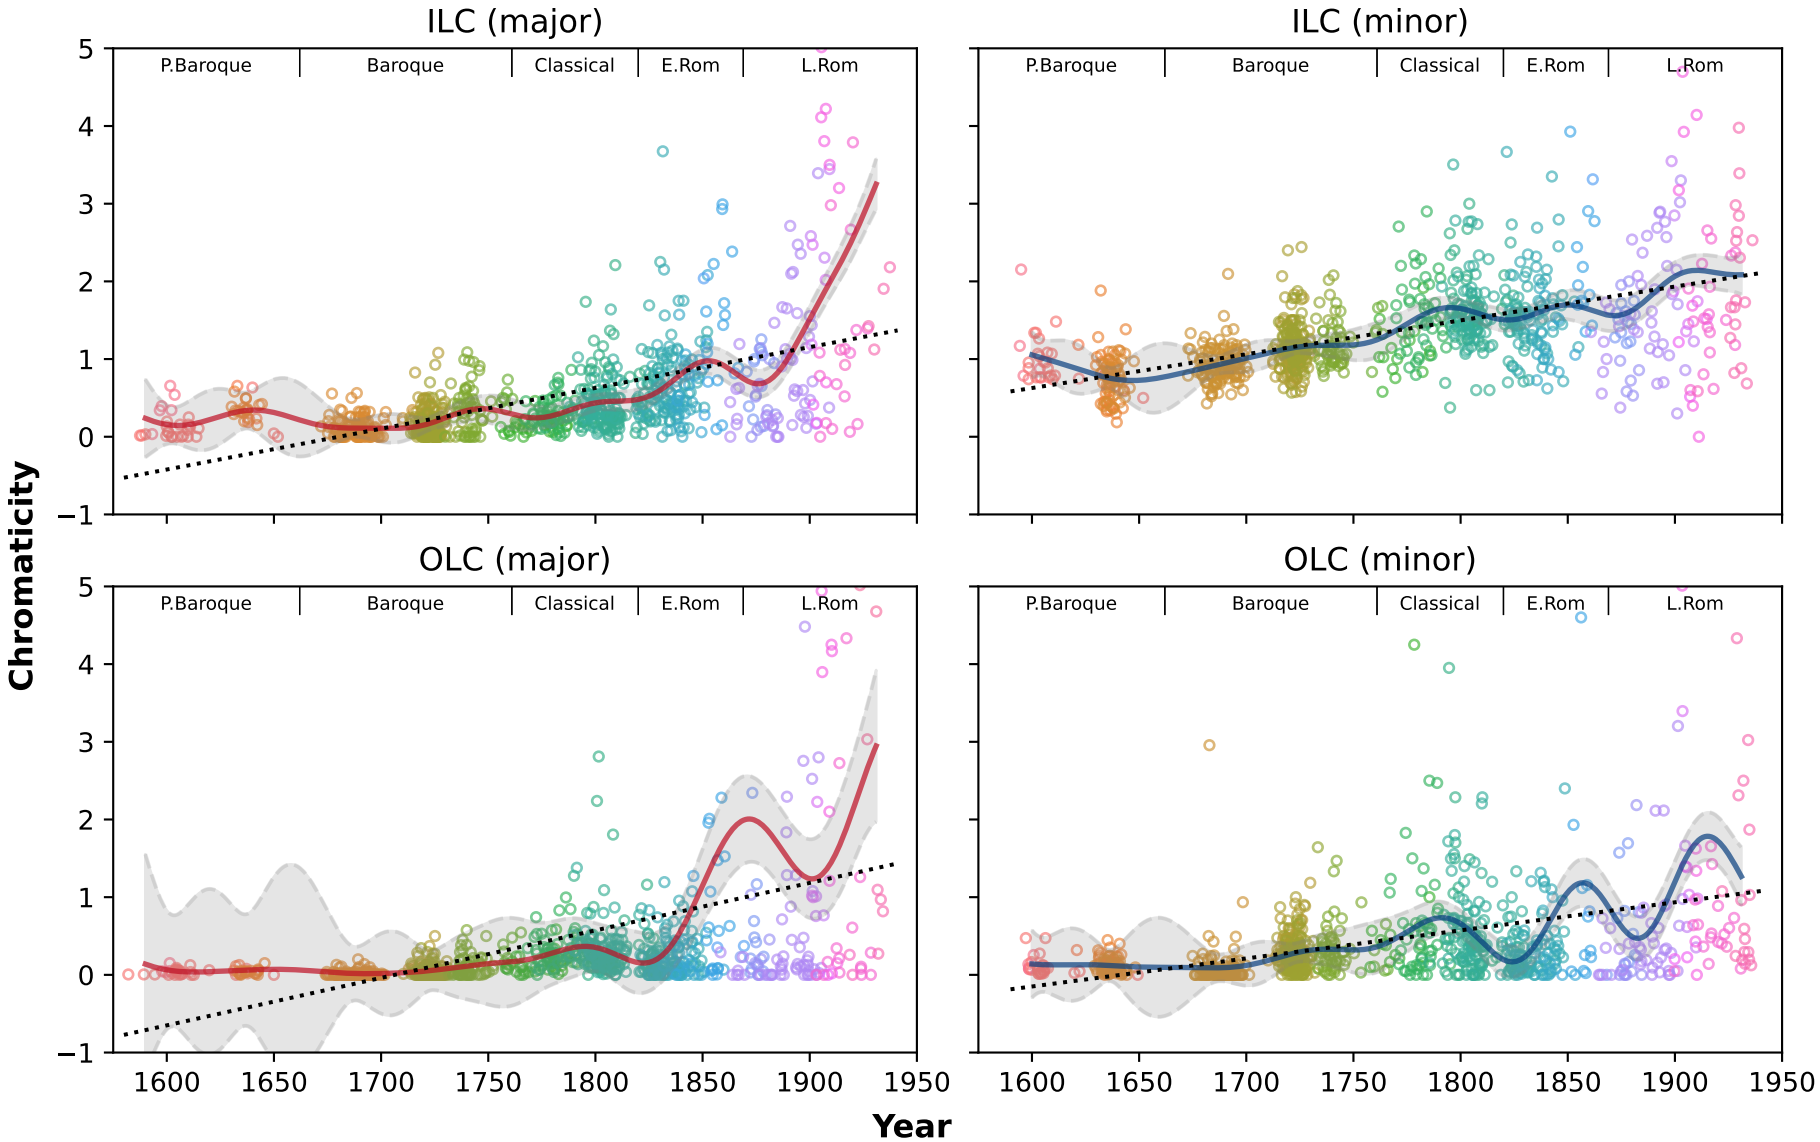 ILC (major)
ILC (minor)
5
P.Baroque
Baroque
Classical
E.Rom
L.Rom
P.Baroque
Baroque
Classical
E.Rom
L.Rom
4
3
2
1
0
−1
OLC (major)
OLC (minor)
5
P.Baroque
Baroque
Classical
E.Rom
L.Rom
P.Baroque
Baroque
Classical
E.Rom
L.Rom
4
3
2
1
0
−1
Chromaticity
1600 1650 1700 1750 1800 1850 1900 1950
1600 1650 1700 1750 1800 1850 1900 1950
Year